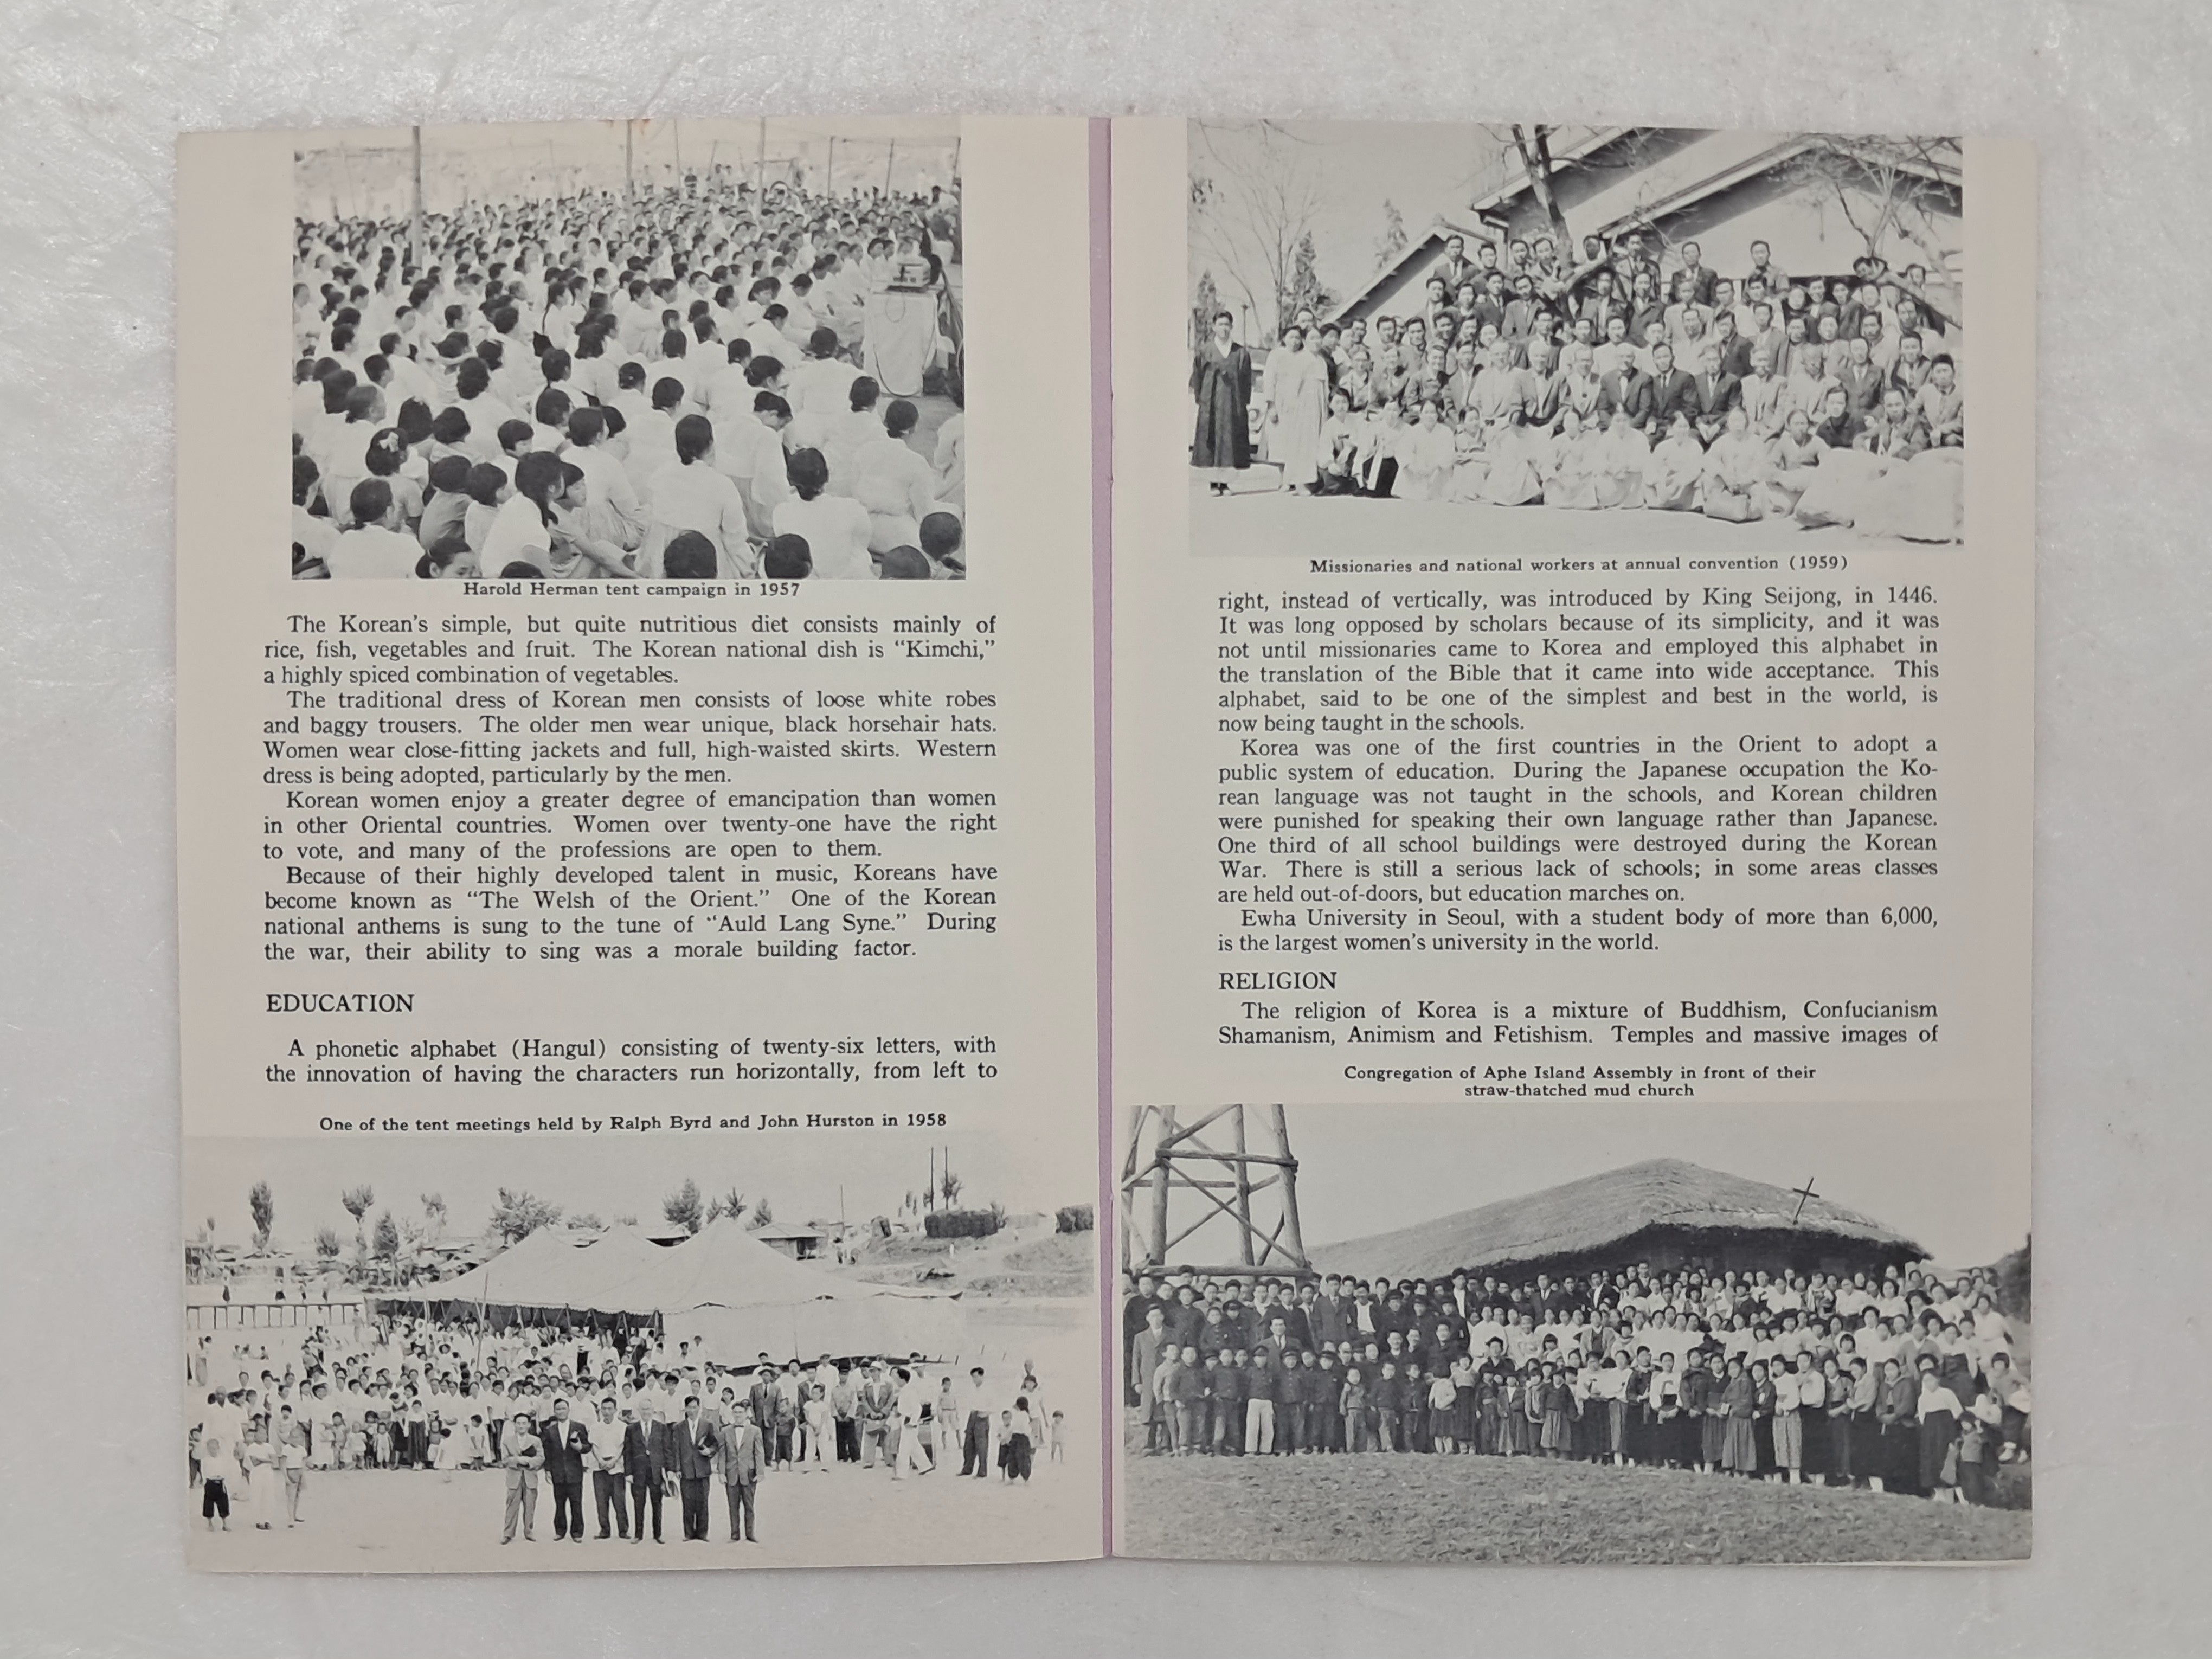 Harold Herman tent campaign in 1957
The Korean's simple, but quite nutritious diet consists mainly of
rice, fish, vegetables and fruit. The Korean national dish is "Kimchi,"
a highly spiced combination of vegetables.
The traditional dress of Korean men consists of loose white robes
and baggy trousers. The older men wear unique, black horsehair hats.
Women wear close-fitting jackets and full, high-waisted skirts. Western
dress is being adopted, particularly by the men.
Korean women enjoy a greater degree of emancipation than women
in other Oriental countries. Women over twenty-one have the right
to vote, and many of the professions are open to them.
Because of their highly developed talent in music, Koreans have
become known as "The Welsh of the Orient." One of the Korean
national anthems is sung to the tune of "Auld Lang Syne." During
the war, their ability to sing was a morale building factor.
EDUCATION
A phonetic alphabet (Hangul) consisting of twenty-six letters, with
the innovation of having the characters run horizontally, from left to
One of the tent meetings held by Ralph Byrd and John Hurston in 1958
Missionaries and national workers at annual convention (1959)
right, instead of vertically, was introduced by King Seijong, in 1446.
It was long opposed by scholars because of its simplicity, and it was
not until missionaries came to Korea and employed this alphabet in
the translation of the Bible that it came into wide acceptance. This
alphabet, said to be one of the simplest and best in the world, is
now being taught in the schools.
Korea was one of the first countries in the Orient to adopt a
public system of education. During the Japanese occupation the Ko-
rean language was not taught in the schools, and Korean children
were punished for speaking their own language rather than Japanese.
One third of all school buildings were destroyed during the Korean
War. There is still a serious lack of schools; in some areas classes
are held out-of-doors, but education marches on.
Ewha University in Seoul, with a student body of more than 6,000,
is the largest women's university in the world.
RELIGION
The religion of Korea is a mixture of Buddhism, Confucianism
Shamanism, Animism and Fetishism. Temples and massive images of
Congregation of Aphe Island Assembly in front of their
straw-thatched mud church